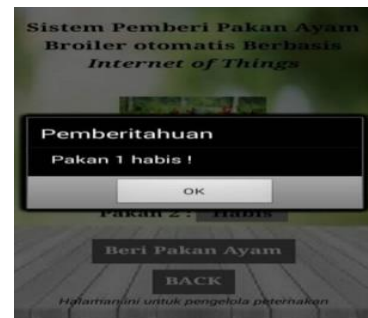 Sistem Pemberi Pakan Ayam
Broiler otomatis Berbasis
Internet of Things
Pemberitahuan
Pakan 1 habis !
OK
Pakan 2 : Habis
Beri Pakan Ayam
BACK
Halaman ini untuk pengelola peternakan